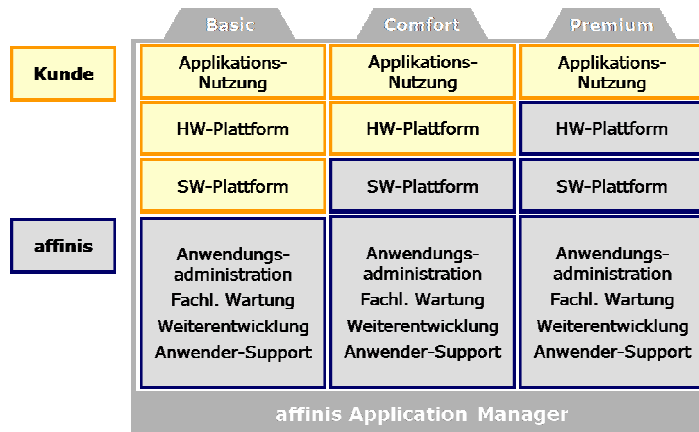 Basic
Comfort
Premium
Kunde
Applikations-
Nutzung
Applikations-
Nutzung
Applikations-
Nutzung
HW-Plattform
HW-Plattform
HW-Plattform
SW-Plattform
SW-Plattform
SW-Plattform
affinis
Anwendungs-
administration
Fachl. Wartung
Weiterentwicklung
Anwender-Support
Anwendungs-
administration
Fachl. Wartung
Weiterentwicklung
Anwender-Support
Anwendungs-
administration
Fachl. Wartung
Weiterentwicklung
Anwender-Support
affinis Application Manager